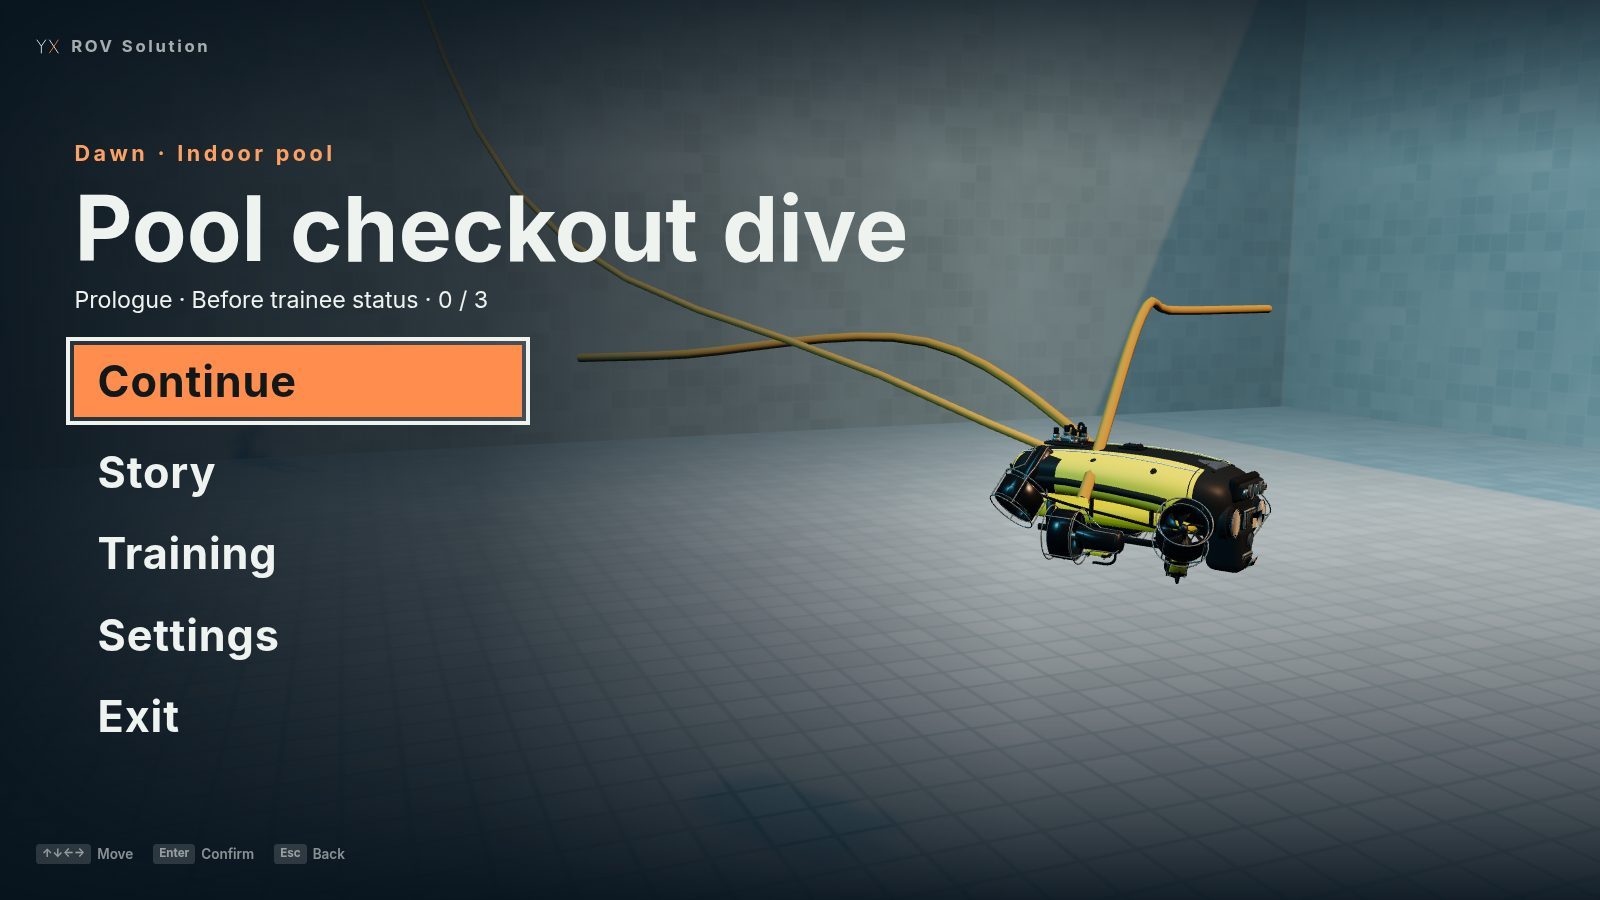 YX ROV Solution
Dawn · Indoor pool
Pool checkout dive
Prologue · Before trainee status · 0 / 3
Continue
Story
Training
Settings
Exit
↑↓←→ Move Enter Confirm Esc Back